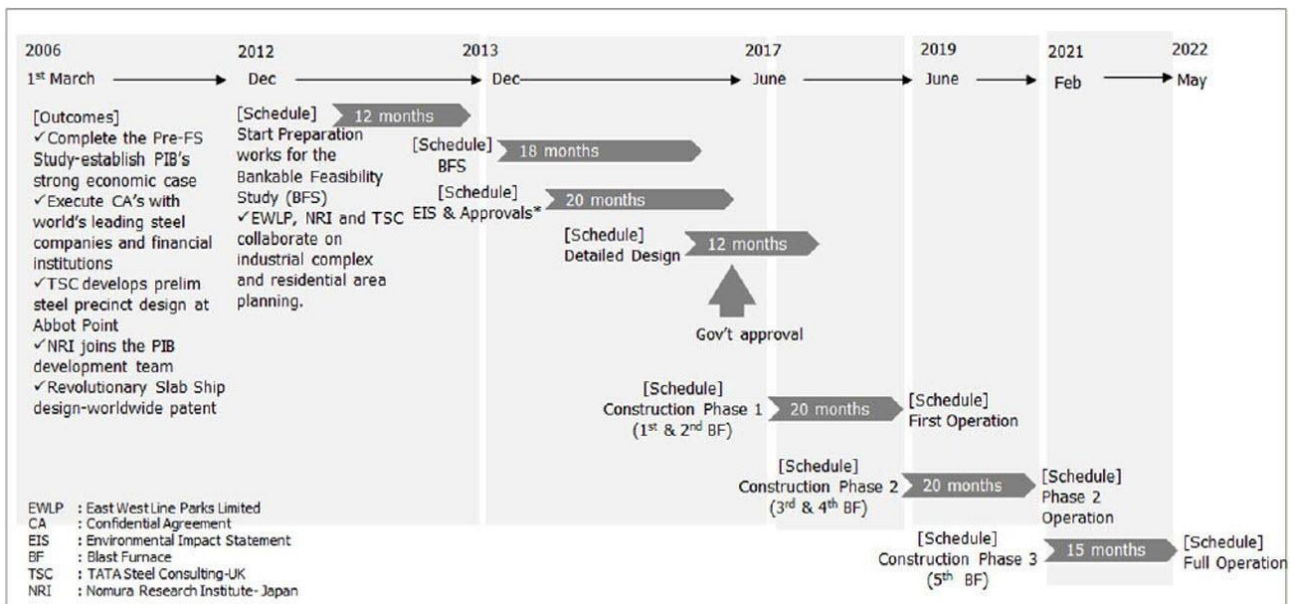 2006
1st March
2012
Dec
2013
Dec
2017
June
2019
June
2021
Feb
2022
May
[Outcomes]
✓Complete the Pre-FS
Study-establish PIB's
strong economic case
✓Execute CA's with
world's leading steel
companies and financial
institutions
✓TSC develops prelim
steel precinct design at
Abbot Point
✓NRI joins the PIB
development team
✓Revolutionary Slab Ship
design-worldwide patent
[Schedule]
Start Preparation
works for the
Bankable Feasibility
Study (BFS)
✓EWLP, NRI and TSC
collaborate on
industrial complex
and residential area
planning.
12 months
[Schedule]
BFS
18 months
[Schedule]
EIS & Approvals*
20 months
[Schedule]
Detailed Design
12 months
Gov't approval
[Schedule]
Construction Phase 1
(1st & 2nd BF)
20 months
[Schedule]
First Operation
[Schedule]
Construction Phase 2
(3rd & 4th BF)
20 months
[Schedule]
Phase 2
Operation
[Schedule]
Construction Phase 3
(5th BF)
15 months
[Schedule]
Full Operation
EWLP : East West Line Parks Limited
CA : Confidential Agreement
EIS : Environmental Impact Statement
BF : Blast Furnace
TSC : TATA Steel Consulting-UK
NRI : Nomura Research Institute- Japan